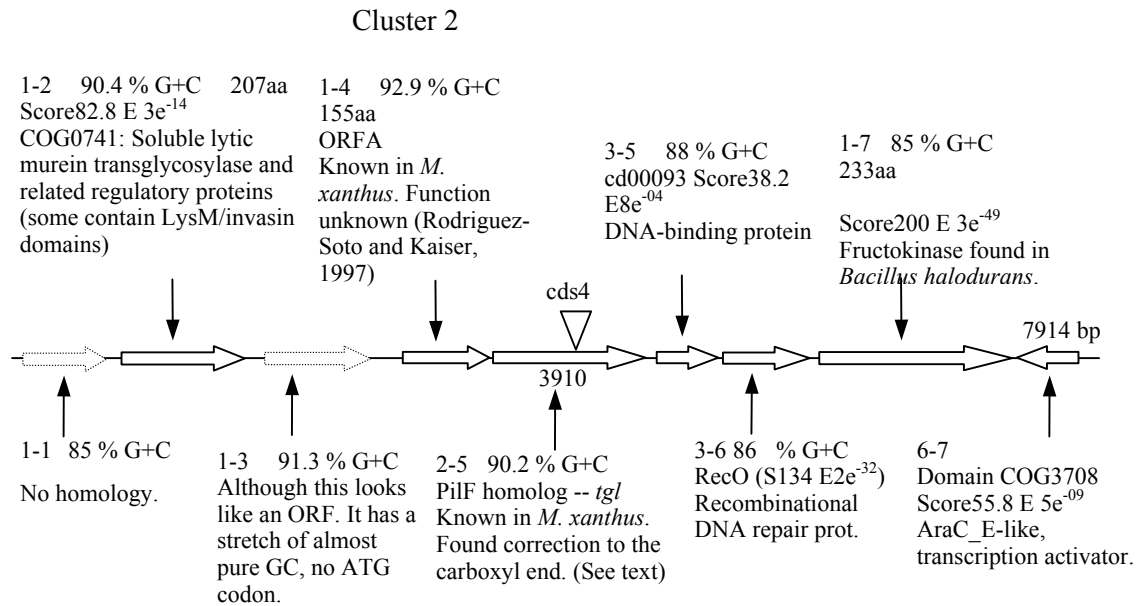 Cluster 2
1-2 90.4 % G+C 207aa
Score82.8 E 3e-14
COG0741: Soluble lytic
murein transglycosylase and
related regulatory proteins
(some contain LysM/invasin
domains)
1-4 92.9 % G+C
155aa
ORFA
Known in M.
xanthus. Function
unknown (Rodriguez-
Soto and Kaiser,
1997)
3-5 88 % G+C
cd00093 Score38.2
E8e-04
DNA-binding protein
1-7 85 % G+C
233aa
Score200 E 3e-49
Fructokinase found in
Bacillus halodurans.
cds4
7914 bp
3910
1-1 85 % G+C
No homology.
1-3 91.3 % G+C
Although this looks
like an ORF. It has a
stretch of almost
pure GC, no ATG
codon.
2-5 90.2 % G+C
PilF homolog -- tgl
Known in M. xanthus.
Found correction to the
carboxyl end. (See text)
3-6 86 % G+C
RecO (S134 E2e-32)
Recombinational
DNA repair prot.
6-7
Domain COG3708
Score55.8 E 5e-09
AraC_E-like,
transcription activator.